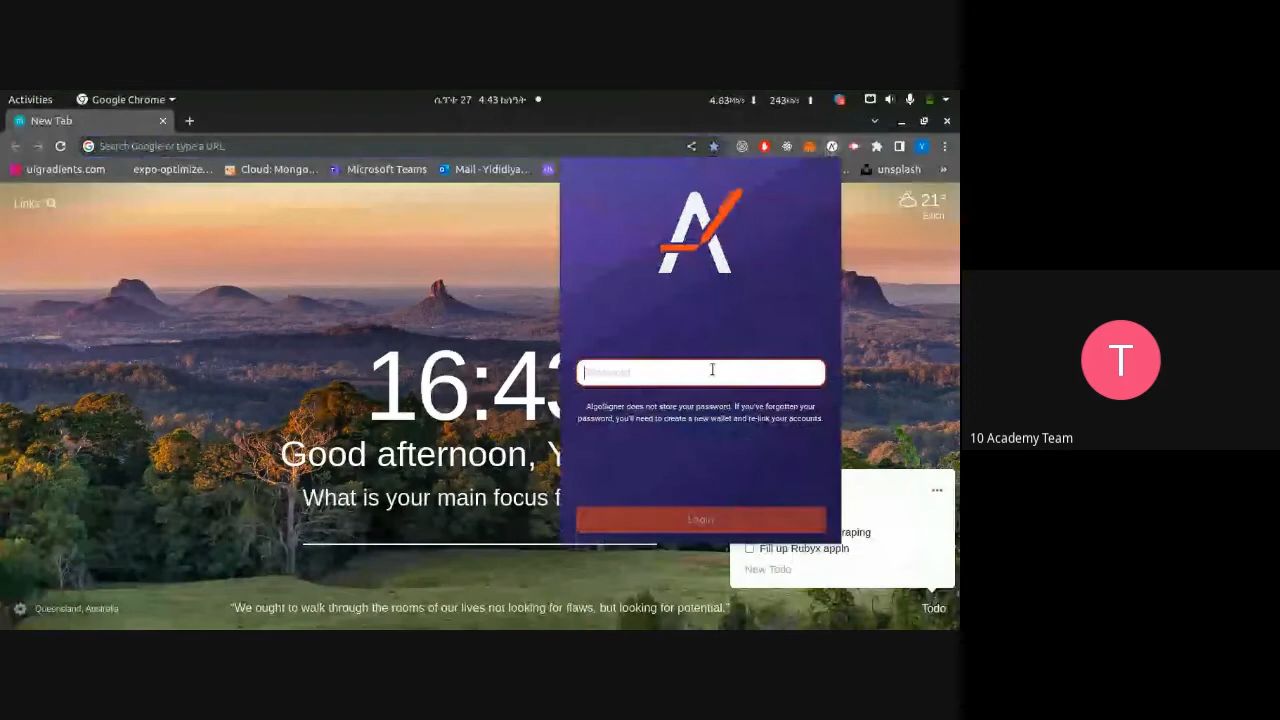 Activities
Google Chrome
27 4:43
4.83Mb/s
243kb/s
New Tab
Search Google or type a URL
uigradients.com
expo-optimize...
Cloud: Mongo...
Microsoft Teams
Mail - Yididiya...
unsplash
»
Links
21°
16:43
Good afternoon, Y
What is your main focus f
Password
AlgoSigner does not store your password. If you've forgotten your
password, you'll need to create a new wallet and re-link your accounts.
Login
raping
Fill up Rubyx appln
New Todo
Queensland, Australia
“We ought to walk through the rooms of our lives not looking for flaws, but looking for potential.”
Todo
T
10 Academy Team